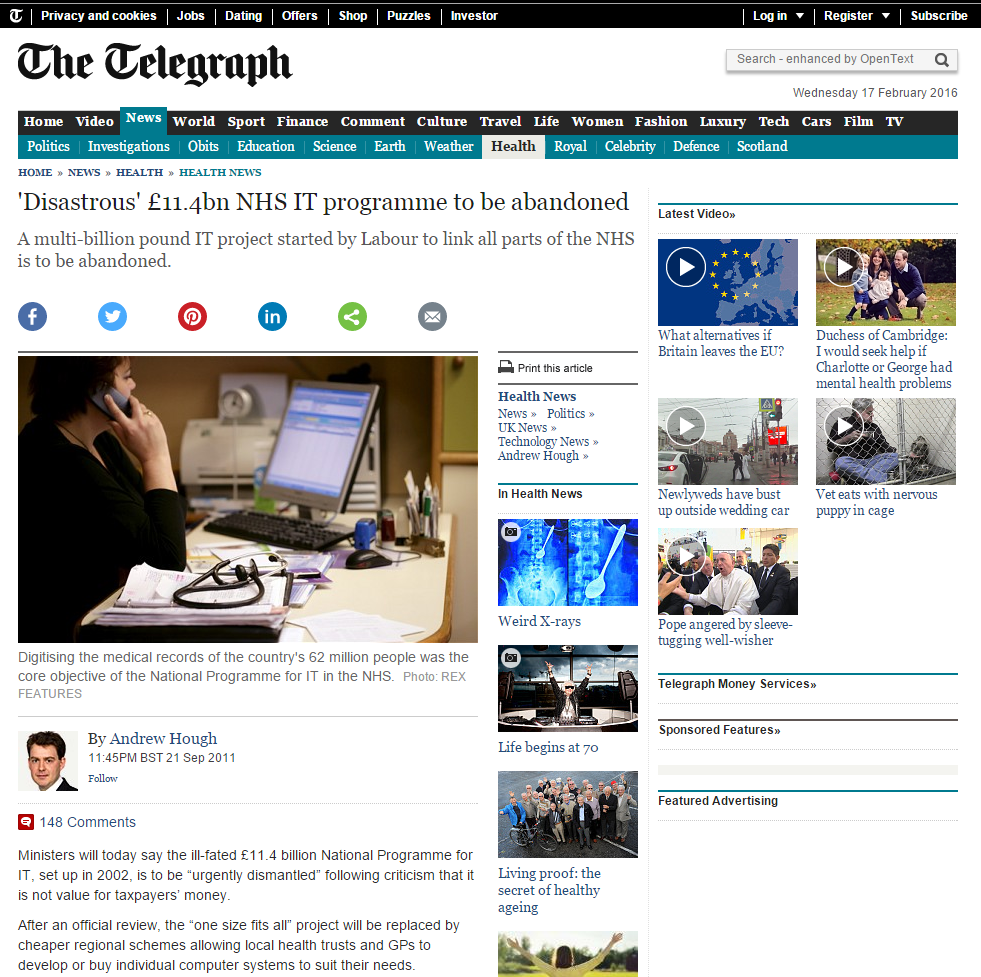 Privacy and cookies Jobs Dating Offers Shop Puzzles Investor Log in Register Subscribe
The Telegraph
Search - enhanced by OpenText
Wednesday 17 February 2016
Home Video News World Sport Finance Comment Culture Travel Life Women Fashion Luxury Tech Cars Film TV
Politics Investigations Obits Education Science Earth Weather Health Royal Celebrity Defence Scotland
HOME » NEWS » HEALTH » HEALTH NEWS
'Disastrous' £11.4bn NHS IT programme to be abandoned
A multi-billion pound IT project started by Labour to link all parts of the NHS
is to be abandoned.
Digitising the medical records of the country's 62 million people was the
core objective of the National Programme for IT in the NHS. Photo: REX
FEATURES
By Andrew Hough
11:45PM BST 21 Sep 2011
Follow
148 Comments
Ministers will today say the ill-fated £11.4 billion National Programme for
IT, set up in 2002, is to be “urgently dismantled” following criticism that it
is not value for taxpayers’ money.
After an official review, the “one size fits all” project will be replaced by
cheaper regional schemes allowing local health trusts and GPs to
develop or buy individual computer systems to suit their needs.
Print this article
Health News
News » Politics »
UK News »
Technology News »
Andrew Hough »
In Health News
Weird X-rays
Life begins at 70
Living proof: the
secret of healthy
ageing
Latest Video»
What alternatives if
Britain leaves the EU?
Duchess of Cambridge:
I would seek help if
Charlotte or George had
mental health problems
Newlyweds have bust
up outside wedding car
Vet eats with nervous
puppy in cage
Pope angered by sleeve-
tugging well-wisher
Telegraph Money Services»
Sponsored Features»
Featured Advertising